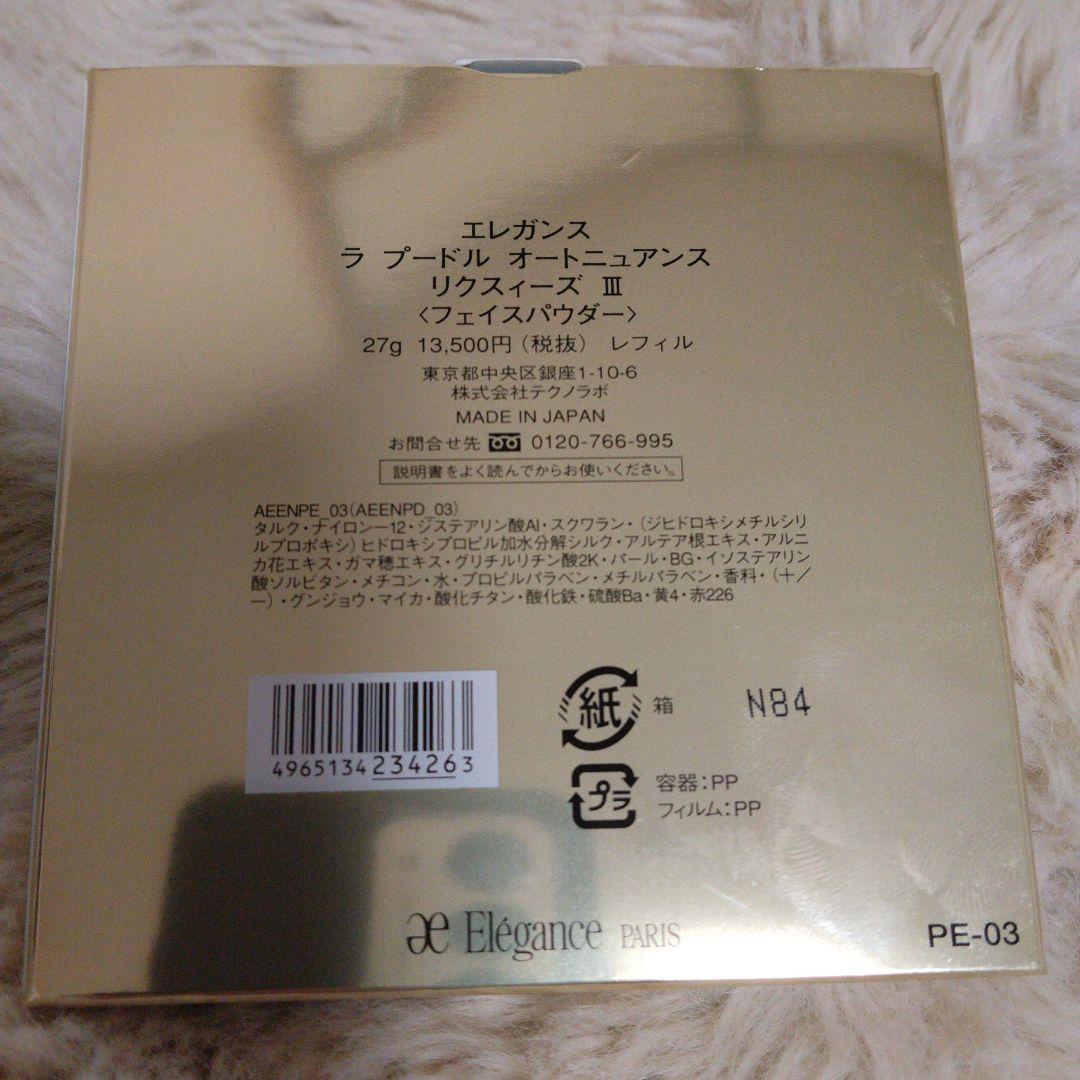 エレガンス
ラ プードル オートニュアンス
リクスィーズ Ⅲ
〈フェイスパウダー〉
27g 13,500円(税抜) レフィル
東京都中央区銀座1-10-6
株式会社テクノラボ
MADE IN JAPAN
お問合せ先 0120-766-995
説明書をよく読んでからお使いください。
AEENPE_03(AEENPD_03)
タルク・ナイロンー12・ジステアリン酸Al・スクワラン・(ジヒドロキシメチルシリ
ルプロポキシ)ヒドロキシプロピル加水分解シルク・アルテア根エキス・アルニ
カ花エキス・ガマ穂エキス・グリチルリチン酸2K・パール・BG・イソステアリン
酸ソルビタン・メチコン・水・プロピルパラベン・メチルパラベン・香料・(+/
ー)・グンジョウ・マイカ・酸化チタン・酸化鉄・硫酸Ba・黄4・赤226
4965134234263
紙 箱 N84
プラ 容器:PP
フィルム:PP
æ Elégance PARIS
PE-03